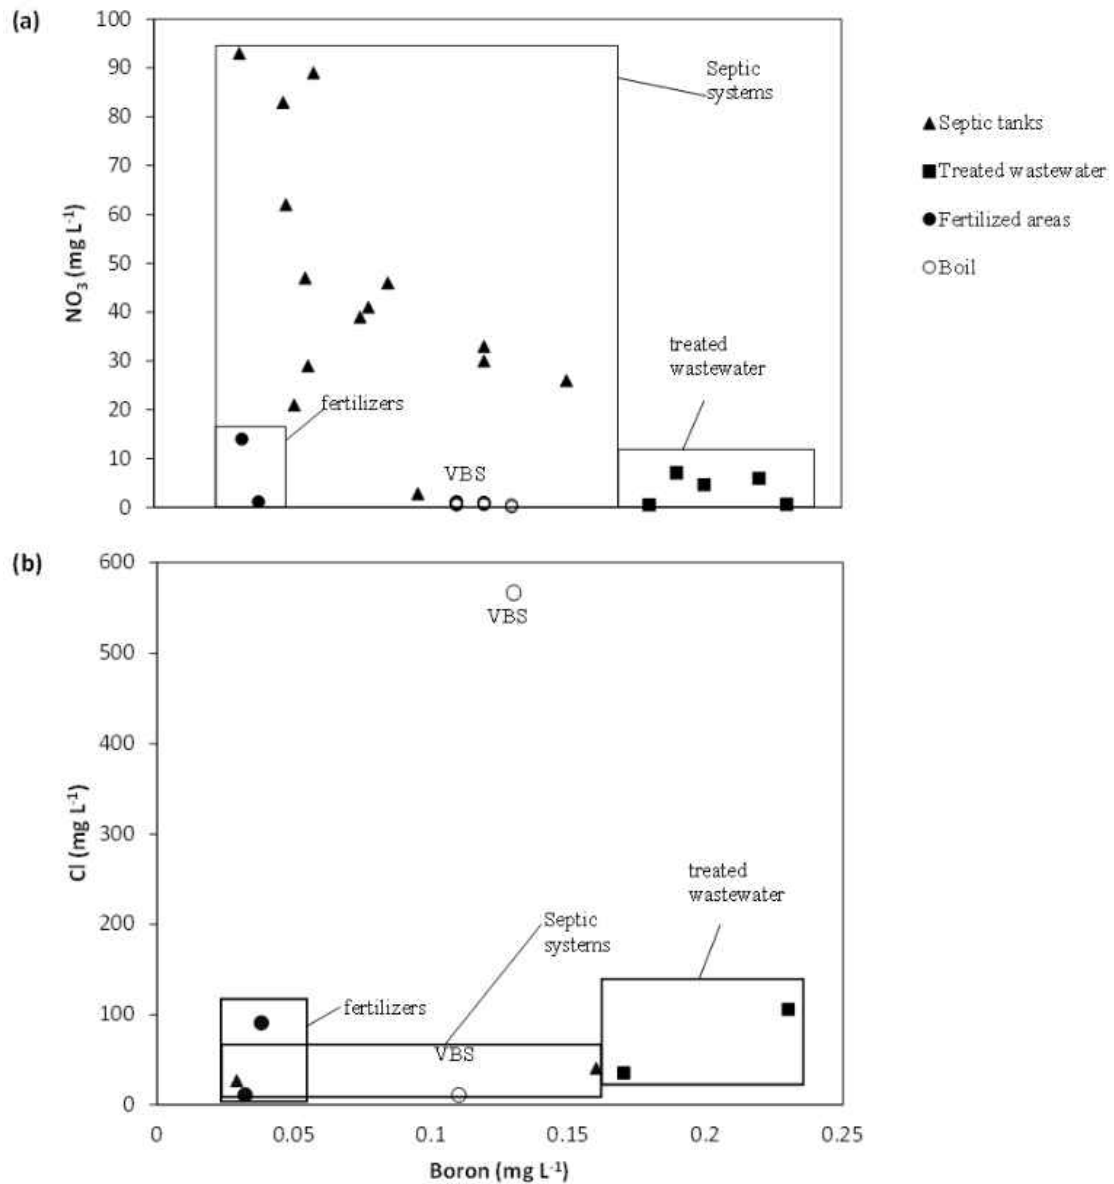 (a)
100
90
80
70
60
50
40
30
20
10
0
NO3 (mg L-1)
Septic
systems
treated
wastewater
fertilizers
VBS
Septic tanks
Treated wastewater
Fertilized areas
Boil
(b)
600
500
400
300
200
100
0
Cl (mg L-1)
VBS
treated
wastewater
Septic
systems
fertilizers
VBS
0 0.05 0.1 0.15 0.2 0.25
Boron (mg L-1)